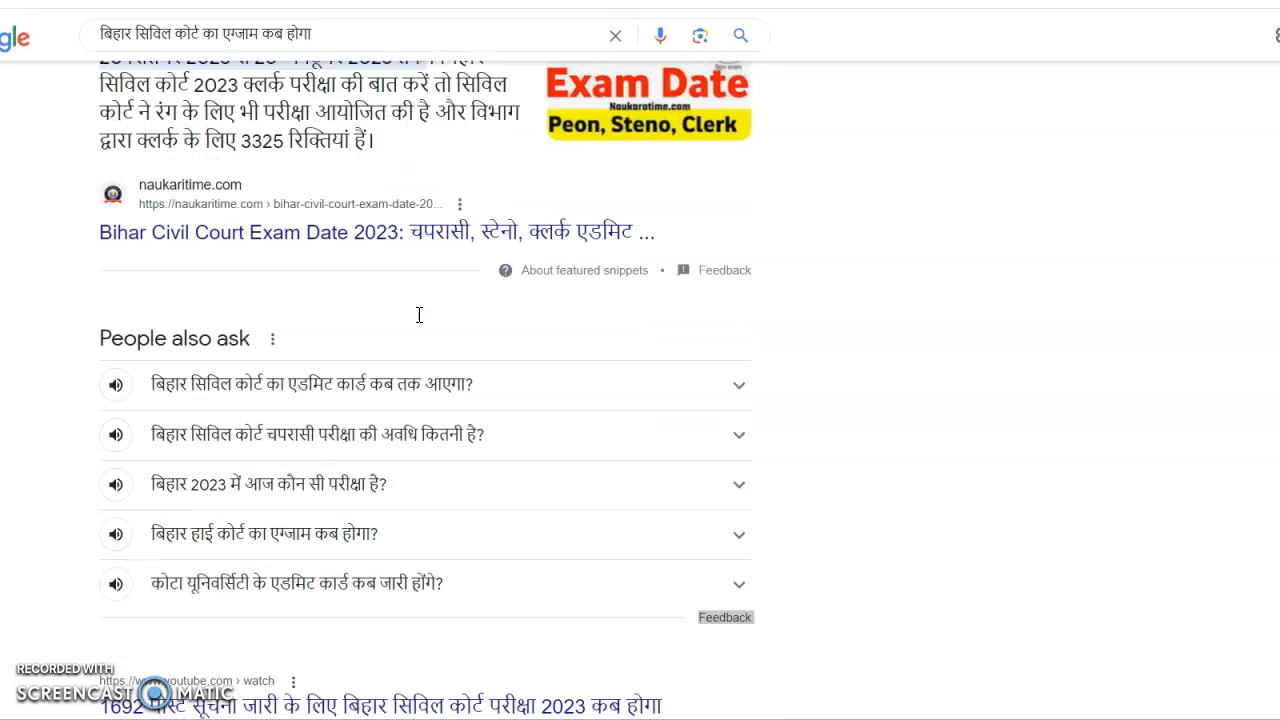 gle
बिहार सिविल कोर्ट का एग्जाम कब होगा
सिविल कोर्ट 2023 क्लर्क परीक्षा की बात करें तो सिविल
कोर्ट ने रंग के लिए भी परीक्षा आयोजित की है और विभाग
द्वारा क्लर्क के लिए 3325 रिक्तियां हैं।
Exam Date
Naukarotime.com
Peon, Steno, Clerk
naukaritime.com
https://naukaritime.com › bihar-civil-court-exam-date-20...
Bihar Civil Court Exam Date 2023: चपरासी, स्टेनो, क्लर्क एडमिट ...
About featured snippets • Feedback
People also ask
बिहार सिविल कोर्ट का एडमिट कार्ड कब तक आएगा?
बिहार सिविल कोर्ट चपरासी परीक्षा की अवधि कितनी है?
बिहार 2023 में आज कौन सी परीक्षा है?
बिहार हाई कोर्ट का एग्जाम कब होगा?
कोटा यूनिवर्सिटी के एडमिट कार्ड कब जारी होंगे?
Feedback
RECORDED WITH
https://www.youtube.com › watch
SCREENCAST MATIC
1692 पोस्ट सूचना जारी के लिए बिहार सिविल कोर्ट परीक्षा 2023 कब होगा